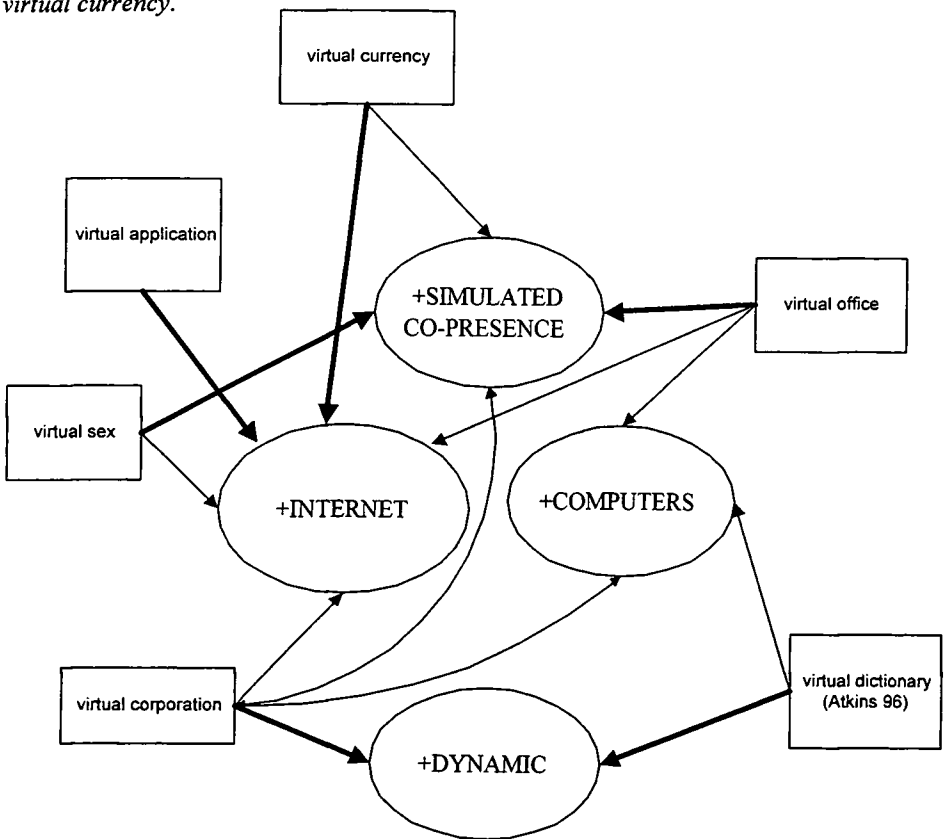 virtual currency.
virtual currency
virtual application
+SIMULATED
CO-PRESENCE
virtual office
virtual sex
+INTERNET
+COMPUTERS
virtual corporation
virtual dictionary
(Atkins 96)
+DYNAMIC